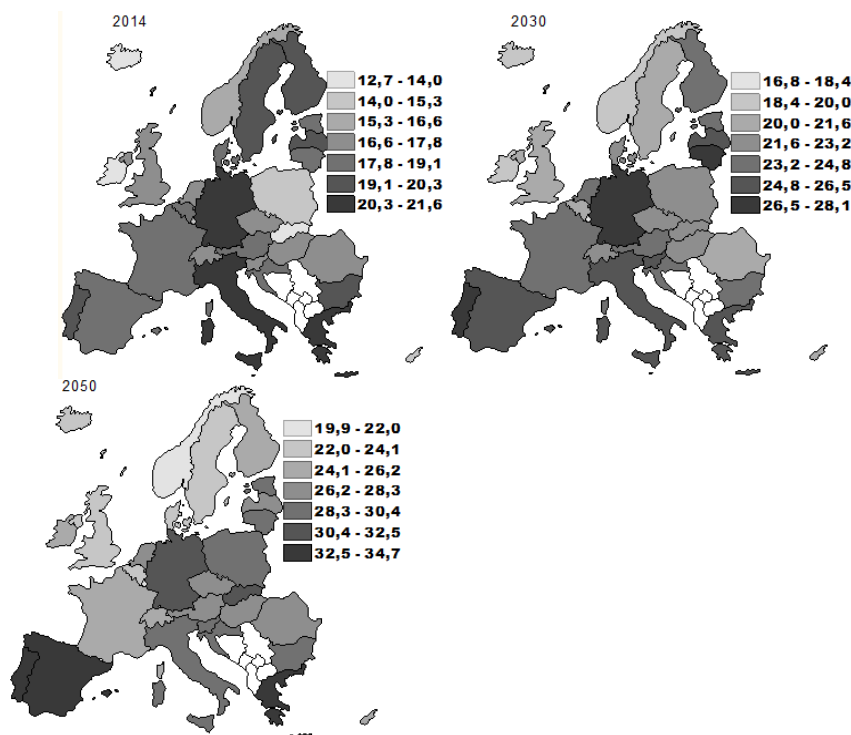 2014
12,7 - 14,0
14,0 - 15,3
15,3 - 16,6
16,6 - 17,8
17,8 - 19,1
19,1 - 20,3
20,3 - 21,6
2030
16,8 - 18,4
18,4 - 20,0
20,0 - 21,6
21,6 - 23,2
23,2 - 24,8
24,8 - 26,5
26,5 - 28,1
2050
19,9 - 22,0
22,0 - 24,1
24,1 - 26,2
26,2 - 28,3
28,3 - 30,4
30,4 - 32,5
32,5 - 34,7